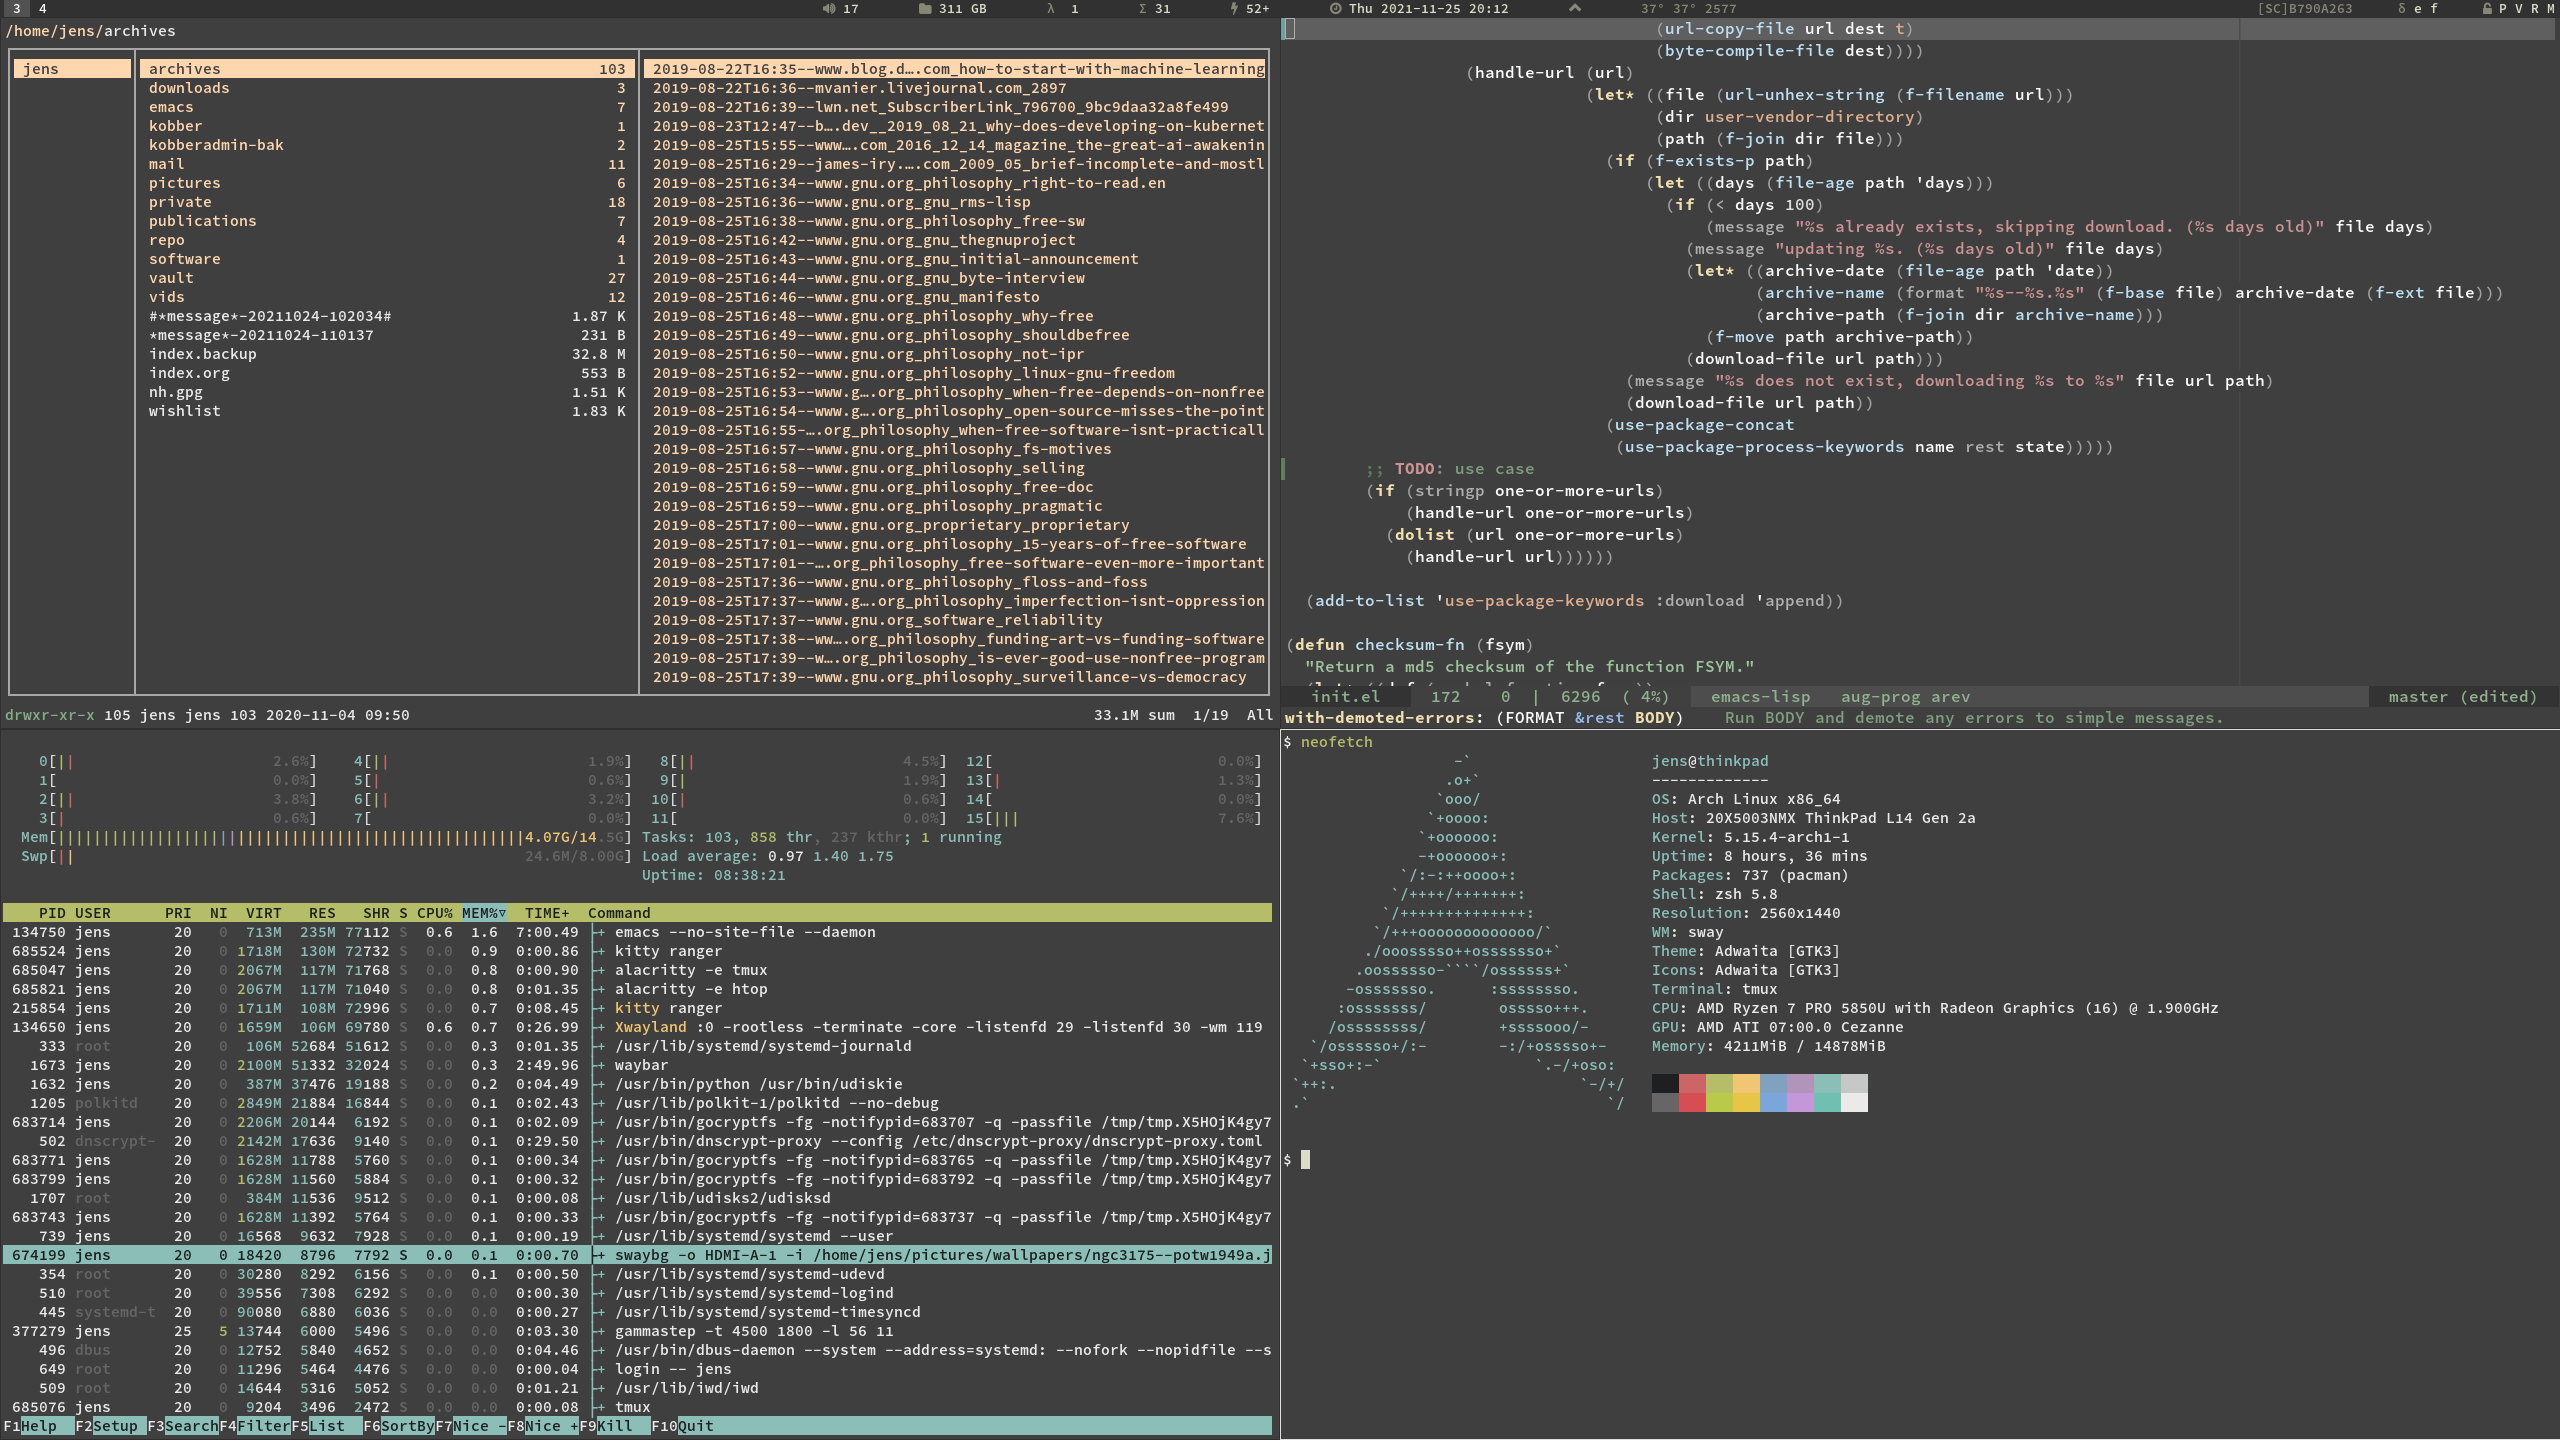 3 4 17 311 GB λ 1 Σ 31 52+ Thu 2021-11-25 20:12 37° 37° 2577 [SC]B790A263 δ e f P V R M
/home/jens/archives
jens
archives 103
downloads 3
emacs 7
kobber 1
kobberadmin-bak 2
mail 11
pictures 6
private 18
publications 7
repo 4
software 1
vault 27
vids 12
#*message*-20211024-102034# 1.87 K
*message*-20211024-110137 231 B
index.backup 32.8 M
index.org 553 B
nh.gpg 1.51 K
wishlist 1.83 K
2019-08-22T16:35--www.blog.d….com_how-to-start-with-machine-learning
2019-08-22T16:36--mvanier.livejournal.com_2897
2019-08-22T16:39--lwn.net_SubscriberLink_796700_9bc9daa32a8fe499
2019-08-23T12:47--b….dev__2019_08_21_why-does-developing-on-kubernet
2019-08-25T15:55--www….com_2016_12_14_magazine_the-great-ai-awakenin
2019-08-25T16:29--james-iry.….com_2009_05_brief-incomplete-and-mostl
2019-08-25T16:34--www.gnu.org_philosophy_right-to-read.en
2019-08-25T16:36--www.gnu.org_gnu_rms-lisp
2019-08-25T16:38--www.gnu.org_philosophy_free-sw
2019-08-25T16:42--www.gnu.org_gnu_thegnuproject
2019-08-25T16:43--www.gnu.org_gnu_initial-announcement
2019-08-25T16:44--www.gnu.org_gnu_byte-interview
2019-08-25T16:46--www.gnu.org_gnu_manifesto
2019-08-25T16:48--www.gnu.org_philosophy_why-free
2019-08-25T16:49--www.gnu.org_philosophy_shouldbefree
2019-08-25T16:50--www.gnu.org_philosophy_not-ipr
2019-08-25T16:52--www.gnu.org_philosophy_linux-gnu-freedom
2019-08-25T16:53--www.g….org_philosophy_when-free-depends-on-nonfree
2019-08-25T16:54--www.g….org_philosophy_open-source-misses-the-point
2019-08-25T16:55-….org_philosophy_when-free-software-isnt-practicall
2019-08-25T16:57--www.gnu.org_philosophy_fs-motives
2019-08-25T16:58--www.gnu.org_philosophy_selling
2019-08-25T16:59--www.gnu.org_philosophy_free-doc
2019-08-25T16:59--www.gnu.org_philosophy_pragmatic
2019-08-25T17:00--www.gnu.org_proprietary_proprietary
2019-08-25T17:01--www.gnu.org_philosophy_15-years-of-free-software
2019-08-25T17:01--….org_philosophy_free-software-even-more-important
2019-08-25T17:36--www.gnu.org_philosophy_floss-and-foss
2019-08-25T17:37--www.g….org_philosophy_imperfection-isnt-oppression
2019-08-25T17:37--www.gnu.org_software_reliability
2019-08-25T17:38--ww….org_philosophy_funding-art-vs-funding-software
2019-08-25T17:39--w….org_philosophy_is-ever-good-use-nonfree-program
2019-08-25T17:39--www.gnu.org_philosophy_surveillance-vs-democracy
drwxr-xr-x 105 jens jens 103 2020-11-04 09:50 33.1M sum 1/19 All
(url-copy-file url dest t)
(byte-compile-file dest))))
(handle-url (url)
(let* ((file (url-unhex-string (f-filename url)))
(dir user-vendor-directory)
(path (f-join dir file)))
(if (f-exists-p path)
(let ((days (file-age path 'days)))
(if (< days 100)
(message "%s already exists, skipping download. (%s days old)" file days)
(message "updating %s. (%s days old)" file days)
(let* ((archive-date (file-age path 'date))
(archive-name (format "%s--%s.%s" (f-base file) archive-date (f-ext file)))
(archive-path (f-join dir archive-name)))
(f-move path archive-path))
(download-file url path)))
(message "%s does not exist, downloading %s to %s" file url path)
(download-file url path))
(use-package-concat
(use-package-process-keywords name rest state)))))
;; TODO: use case
(if (stringp one-or-more-urls)
(handle-url one-or-more-urls)
(dolist (url one-or-more-urls)
(handle-url url))))))
(add-to-list 'use-package-keywords :download 'append))
(defun checksum-fn (fsym)
"Return a md5 checksum of the function FSYM."
init.el 172 0 | 6296 ( 4%) emacs-lisp aug-prog arev master (edited)
with-demoted-errors: (FORMAT &rest BODY) Run BODY and demote any errors to simple messages.
0[|| 2.6%] 4[|| 1.9%] 8[|| 4.5%] 12[ 0.0%]
1[ 0.0%] 5[| 0.6%] 9[| 1.9%] 13[| 1.3%]
2[|| 3.8%] 6[|| 3.2%] 10[| 0.6%] 14[ 0.0%]
3[| 0.6%] 7[ 0.0%] 11[ 0.0%] 15[||| 7.6%]
Mem[||||||||||||||||||||||||||||||||||||||||||||||||||||4.07G/14.5G] Tasks: 103, 858 thr, 237 kthr; 1 running
Swp[|| 24.6M/8.00G] Load average: 0.97 1.40 1.75
Uptime: 08:38:21
PID USER PRI NI VIRT RES SHR S CPU% MEM%▽ TIME+ Command
134750 jens 20 0 713M 235M 77112 S 0.6 1.6 7:00.49 ├+ emacs --no-site-file --daemon
685524 jens 20 0 1718M 130M 72732 S 0.0 0.9 0:00.86 ├+ kitty ranger
685047 jens 20 0 2067M 117M 71768 S 0.0 0.8 0:00.90 ├+ alacritty -e tmux
685821 jens 20 0 2067M 117M 71040 S 0.0 0.8 0:01.35 ├+ alacritty -e htop
215854 jens 20 0 1711M 108M 72996 S 0.0 0.7 0:08.45 ├+ kitty ranger
134650 jens 20 0 1659M 106M 69780 S 0.6 0.7 0:26.99 ├+ Xwayland :0 -rootless -terminate -core -listenfd 29 -listenfd 30 -wm 119
333 root 20 0 106M 52684 51612 S 0.0 0.3 0:01.35 ├+ /usr/lib/systemd/systemd-journald
1673 jens 20 0 2100M 51332 32024 S 0.0 0.3 2:49.96 ├+ waybar
1632 jens 20 0 387M 37476 19188 S 0.0 0.2 0:04.49 ├+ /usr/bin/python /usr/bin/udiskie
1205 polkitd 20 0 2849M 21884 16844 S 0.0 0.1 0:02.43 ├+ /usr/lib/polkit-1/polkitd --no-debug
683714 jens 20 0 2206M 20144 6192 S 0.0 0.1 0:02.09 ├+ /usr/bin/gocryptfs -fg -notifypid=683707 -q -passfile /tmp/tmp.X5HOjK4gy7
502 dnscrypt- 20 0 2142M 17636 9140 S 0.0 0.1 0:29.50 ├+ /usr/bin/dnscrypt-proxy --config /etc/dnscrypt-proxy/dnscrypt-proxy.toml
683771 jens 20 0 1628M 11788 5760 S 0.0 0.1 0:00.34 ├+ /usr/bin/gocryptfs -fg -notifypid=683765 -q -passfile /tmp/tmp.X5HOjK4gy7
683799 jens 20 0 1628M 11560 5884 S 0.0 0.1 0:00.32 ├+ /usr/bin/gocryptfs -fg -notifypid=683792 -q -passfile /tmp/tmp.X5HOjK4gy7
1707 root 20 0 384M 11536 9512 S 0.0 0.1 0:00.08 ├+ /usr/lib/udisks2/udisksd
683743 jens 20 0 1628M 11392 5764 S 0.0 0.1 0:00.33 ├+ /usr/bin/gocryptfs -fg -notifypid=683737 -q -passfile /tmp/tmp.X5HOjK4gy7
739 jens 20 0 16568 9632 7928 S 0.0 0.1 0:00.19 ├+ /usr/lib/systemd/systemd --user
674199 jens 20 0 18420 8796 7792 S 0.0 0.1 0:00.70 ├+ swaybg -o HDMI-A-1 -i /home/jens/pictures/wallpapers/ngc3175--potw1949a.j
354 root 20 0 30280 8292 6156 S 0.0 0.1 0:00.50 ├+ /usr/lib/systemd/systemd-udevd
510 root 20 0 39556 7308 6292 S 0.0 0.0 0:00.30 ├+ /usr/lib/systemd/systemd-logind
445 systemd-t 20 0 90080 6880 6036 S 0.0 0.0 0:00.27 ├+ /usr/lib/systemd/systemd-timesyncd
377279 jens 25 5 13744 6000 5496 S 0.0 0.0 0:03.30 ├+ gammastep -t 4500 1800 -l 56 11
496 dbus 20 0 12752 5840 4652 S 0.0 0.0 0:04.46 ├+ /usr/bin/dbus-daemon --system --address=systemd: --nofork --nopidfile --s
649 root 20 0 11296 5464 4476 S 0.0 0.0 0:00.04 ├+ login -- jens
509 root 20 0 14644 5316 5052 S 0.0 0.0 0:01.21 ├+ /usr/lib/iwd/iwd
685076 jens 20 0 9204 3496 2472 S 0.0 0.0 0:00.08 ├+ tmux
F1Help F2Setup F3SearchF4FilterF5List F6SortByF7Nice -F8Nice +F9Kill F10Quit
$ neofetch
jens@thinkpad
-------------
OS: Arch Linux x86_64
Host: 20X5003NMX ThinkPad L14 Gen 2a
Kernel: 5.15.4-arch1-1
Uptime: 8 hours, 36 mins
Packages: 737 (pacman)
Shell: zsh 5.8
Resolution: 2560x1440
WM: sway
Theme: Adwaita [GTK3]
Icons: Adwaita [GTK3]
Terminal: tmux
CPU: AMD Ryzen 7 PRO 5850U with Radeon Graphics (16) @ 1.900GHz
GPU: AMD ATI 07:00.0 Cezanne
Memory: 4211MiB / 14878MiB
$